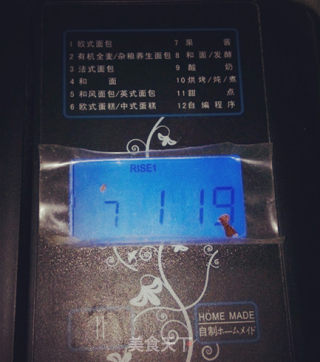 1 欧式面包
2 有机全麦/杂粮养生面包
3 法式面包
4 和　面
5 和风面包/英式面包
6 欧式蛋糕/中式蛋糕
7 果　酱
8 和面/发酵
9 酸　奶
10 烘烤/炖/煮
11 甜　点
12 自编程序
RISE1
7 1:19
HOME MADE
自制ホームメイド
美食天下